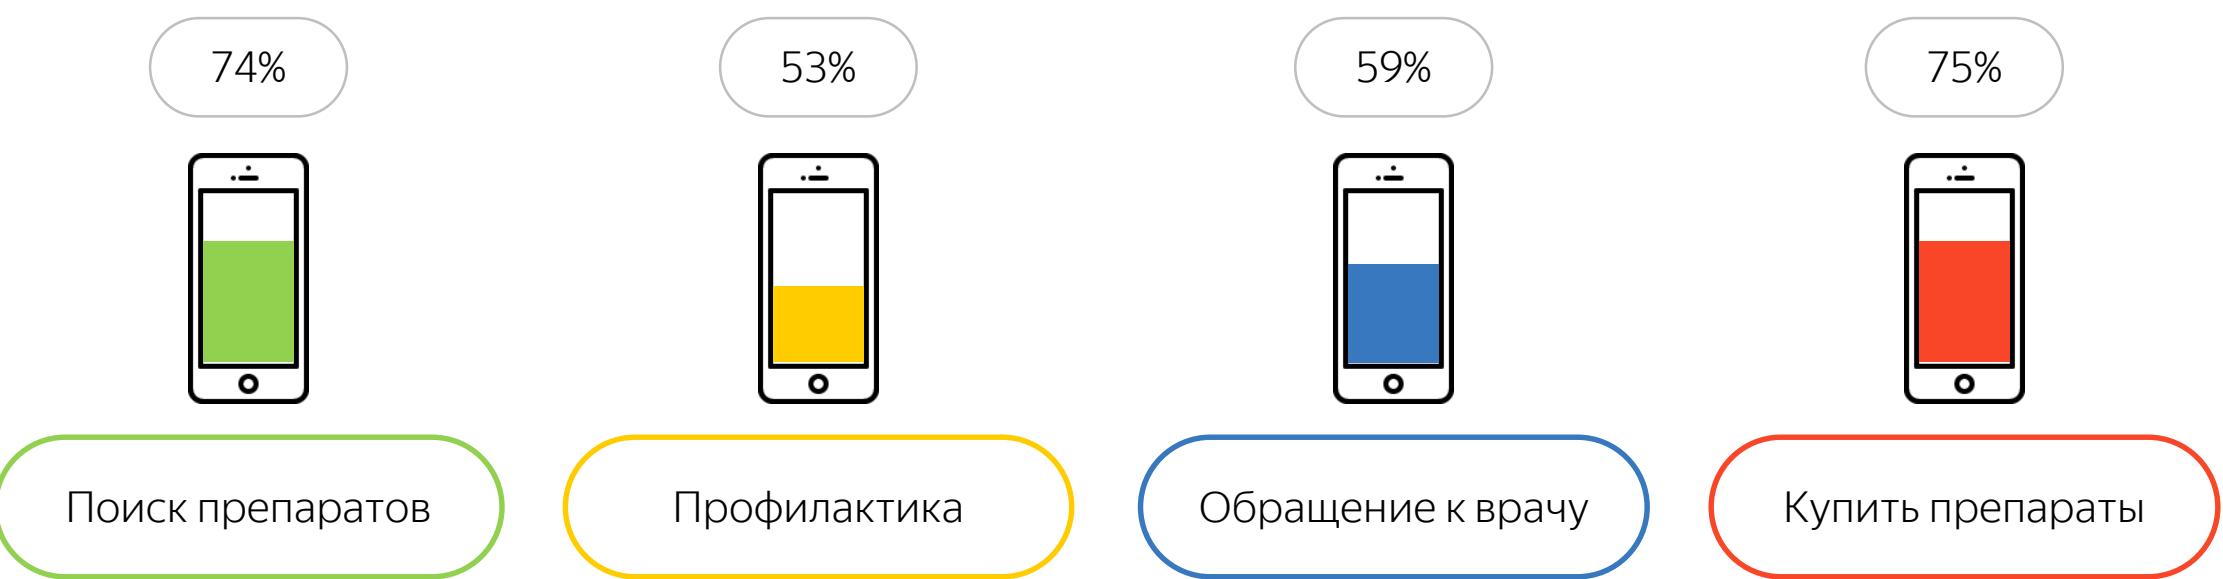 74%
53%
59%
75%
Поиск препаратов
Профилактика
Обращение к врачу
Купить препараты